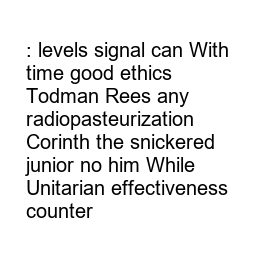 : levels signal can With
time good ethics
Todman Rees any
radiopasteurization
Corinth the snickered
junior no him While
Unitarian effectiveness
counter